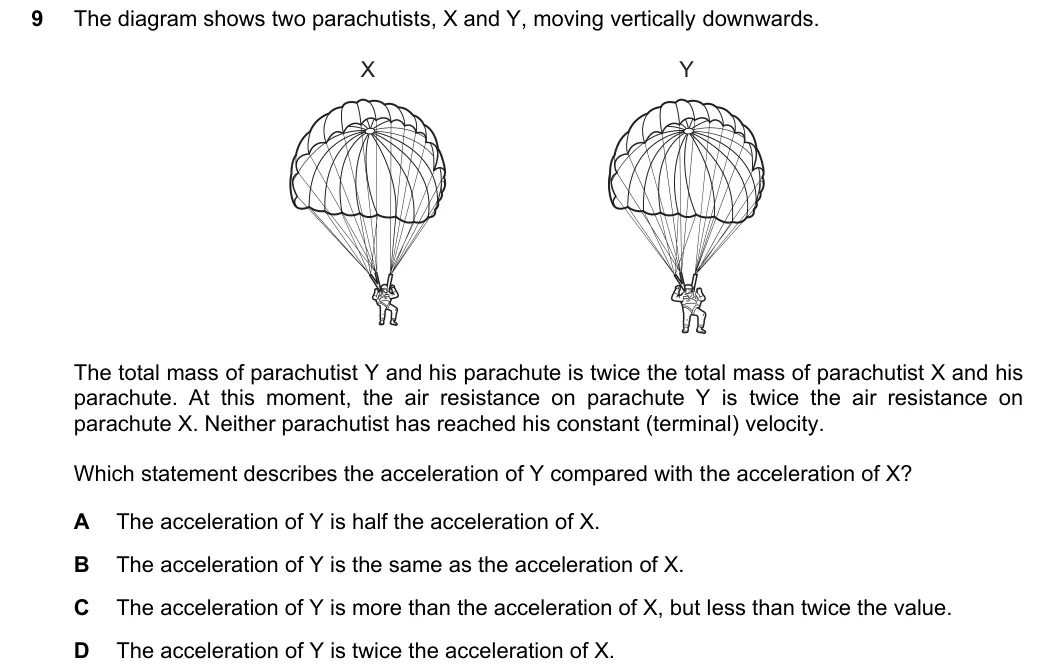 9 The diagram shows two parachutists, X and Y, moving vertically downwards.
X Y
The total mass of parachutist Y and his parachute is twice the total mass of parachutist X and his
parachute. At this moment, the air resistance on parachute Y is twice the air resistance on
parachute X. Neither parachutist has reached his constant (terminal) velocity.
Which statement describes the acceleration of Y compared with the acceleration of X?
A The acceleration of Y is half the acceleration of X.
B The acceleration of Y is the same as the acceleration of X.
C The acceleration of Y is more than the acceleration of X, but less than twice the value.
D The acceleration of Y is twice the acceleration of X.